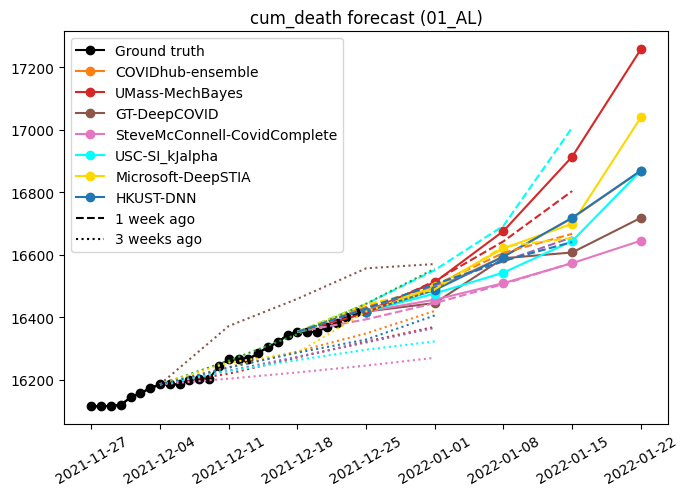 cum_death forecast (01_AL)
Ground truth
COVIDhub-ensemble
UMass-MechBayes
GT-DeepCOVID
SteveMcConnell-CovidComplete
USC-SI_kJalpha
Microsoft-DeepSTIA
HKUST-DNN
1 week ago
3 weeks ago
17200
17000
16800
16600
16400
16200
2021-11-27
2021-12-04
2021-12-11
2021-12-18
2021-12-25
2022-01-01
2022-01-08
2022-01-15
2022-01-22